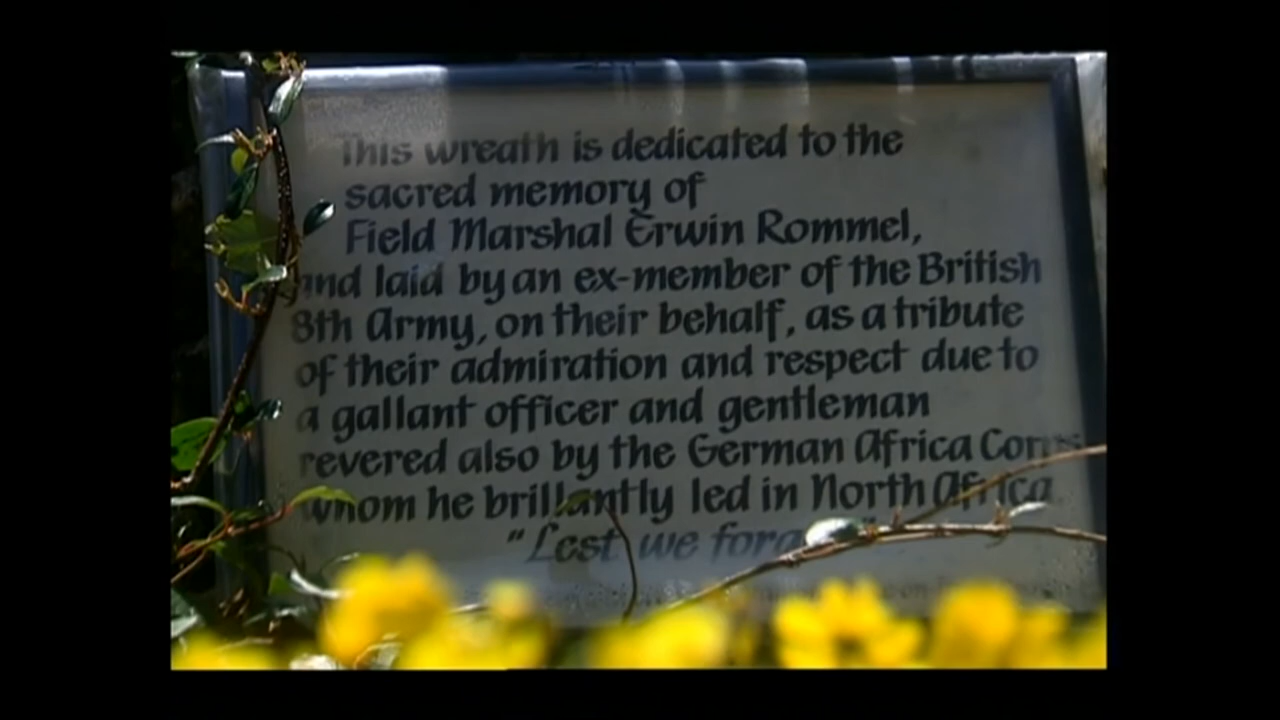 This wreath is dedicated to the
sacred memory of
Field Marshal Erwin Rommel,
and laid by an ex-member of the British
8th Army, on their behalf, as a tribute
of their admiration and respect due to
a gallant officer and gentleman
revered also by the German Africa Corps
whom he brilliantly led in North Africa
"Lest we